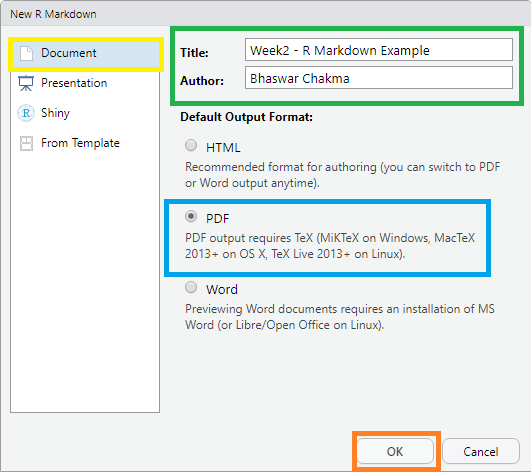 New R Markdown
Document
Presentation
Shiny
From Template
Title: Week2 - R Markdown Example
Author: Bhaswar Chakma
Default Output Format:
HTML
Recommended format for authoring (you can switch to PDF
or Word output anytime).
PDF
PDF output requires TeX (MiKTeX on Windows, MacTeX
2013+ on OS X, TeX Live 2013+ on Linux).
Word
Previewing Word documents requires an installation of MS
Word (or Libre/Open Office on Linux).
OK Cancel